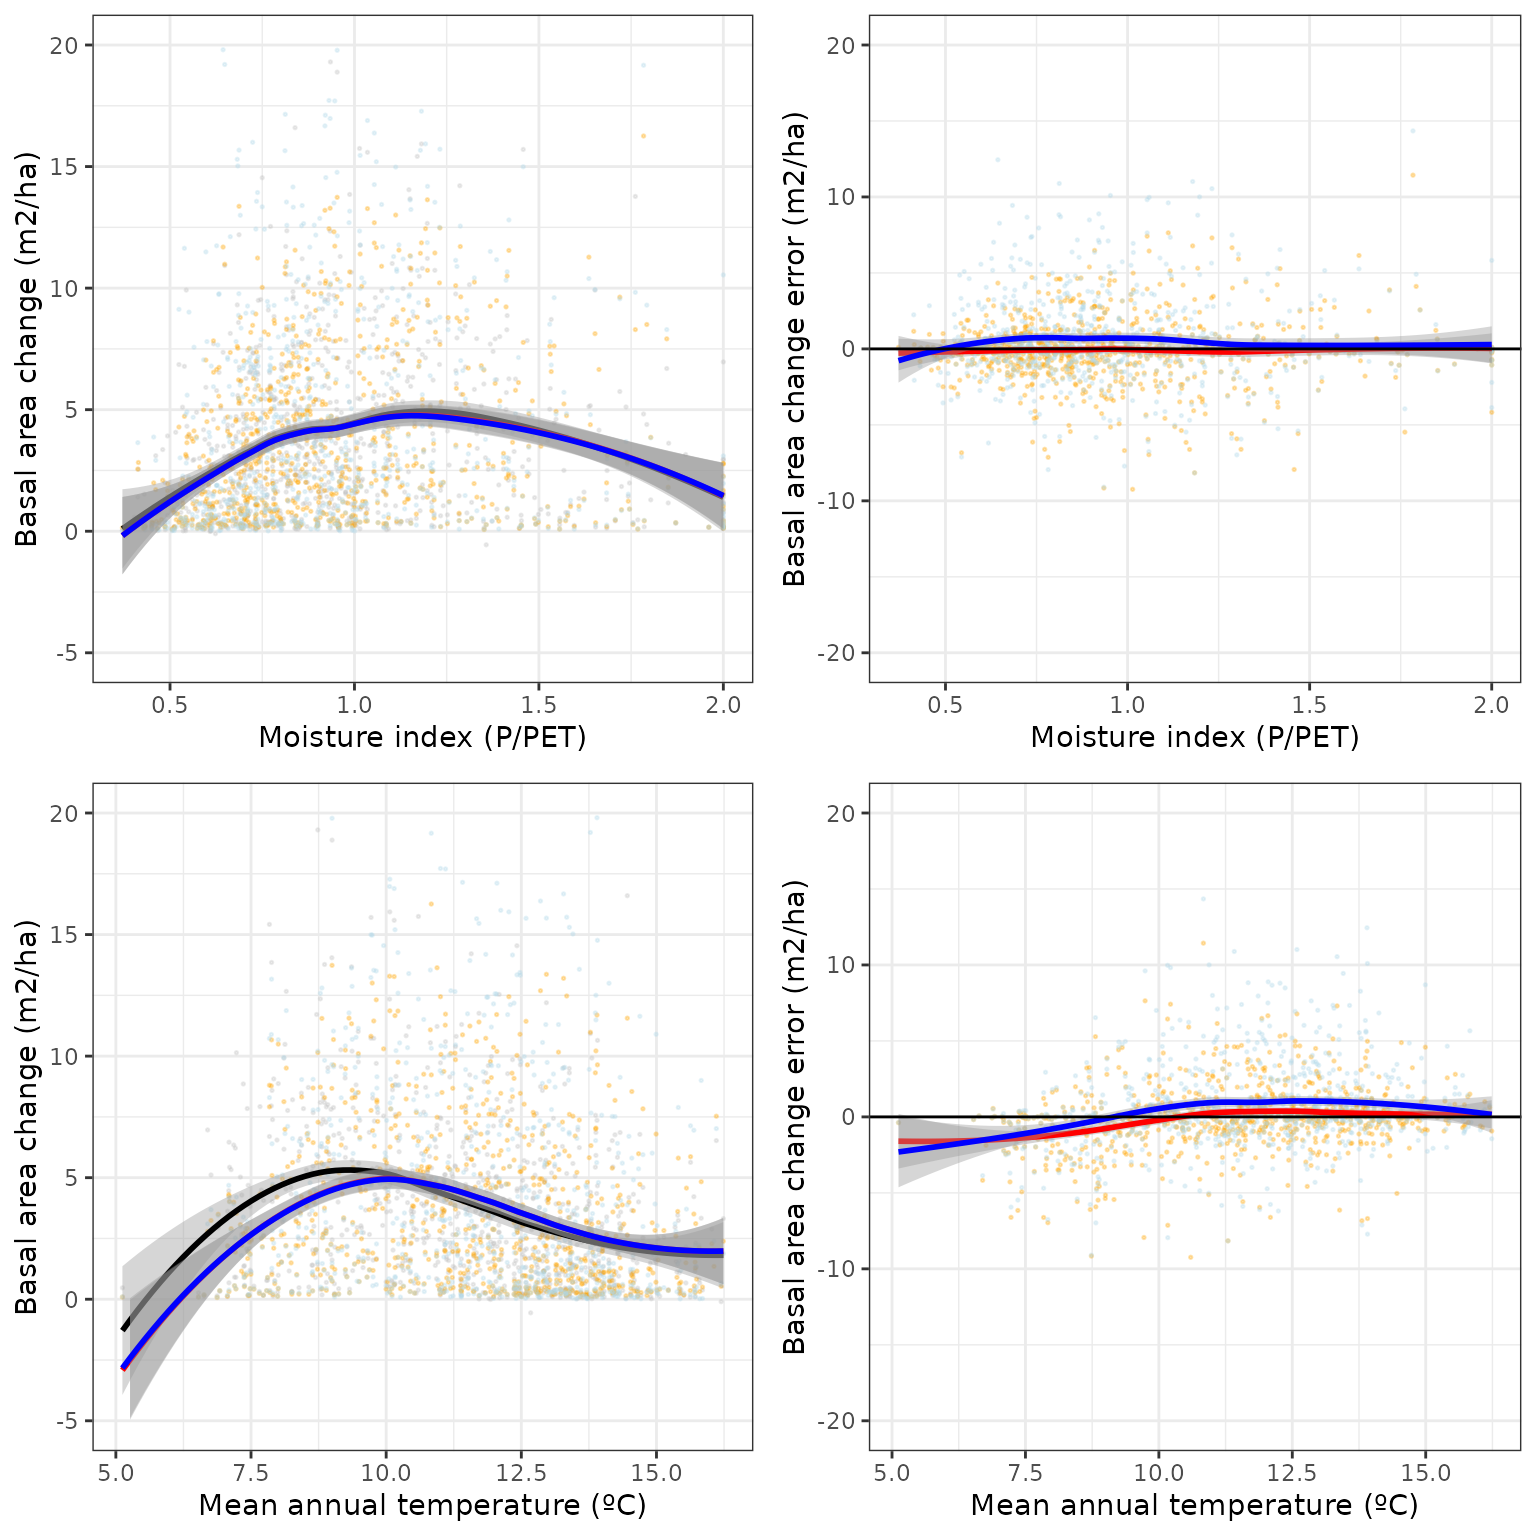 20
15
10
5
0
-5
Basal area change (m2/ha)
0.5 1.0 1.5 2.0
Moisture index (P/PET)
20
10
0
-10
-20
Basal area change error (m2/ha)
0.5 1.0 1.5 2.0
Moisture index (P/PET)
20
15
10
5
0
-5
Basal area change (m2/ha)
5.0 7.5 10.0 12.5 15.0
Mean annual temperature (ºC)
20
10
0
-10
-20
Basal area change error (m2/ha)
5.0 7.5 10.0 12.5 15.0
Mean annual temperature (ºC)